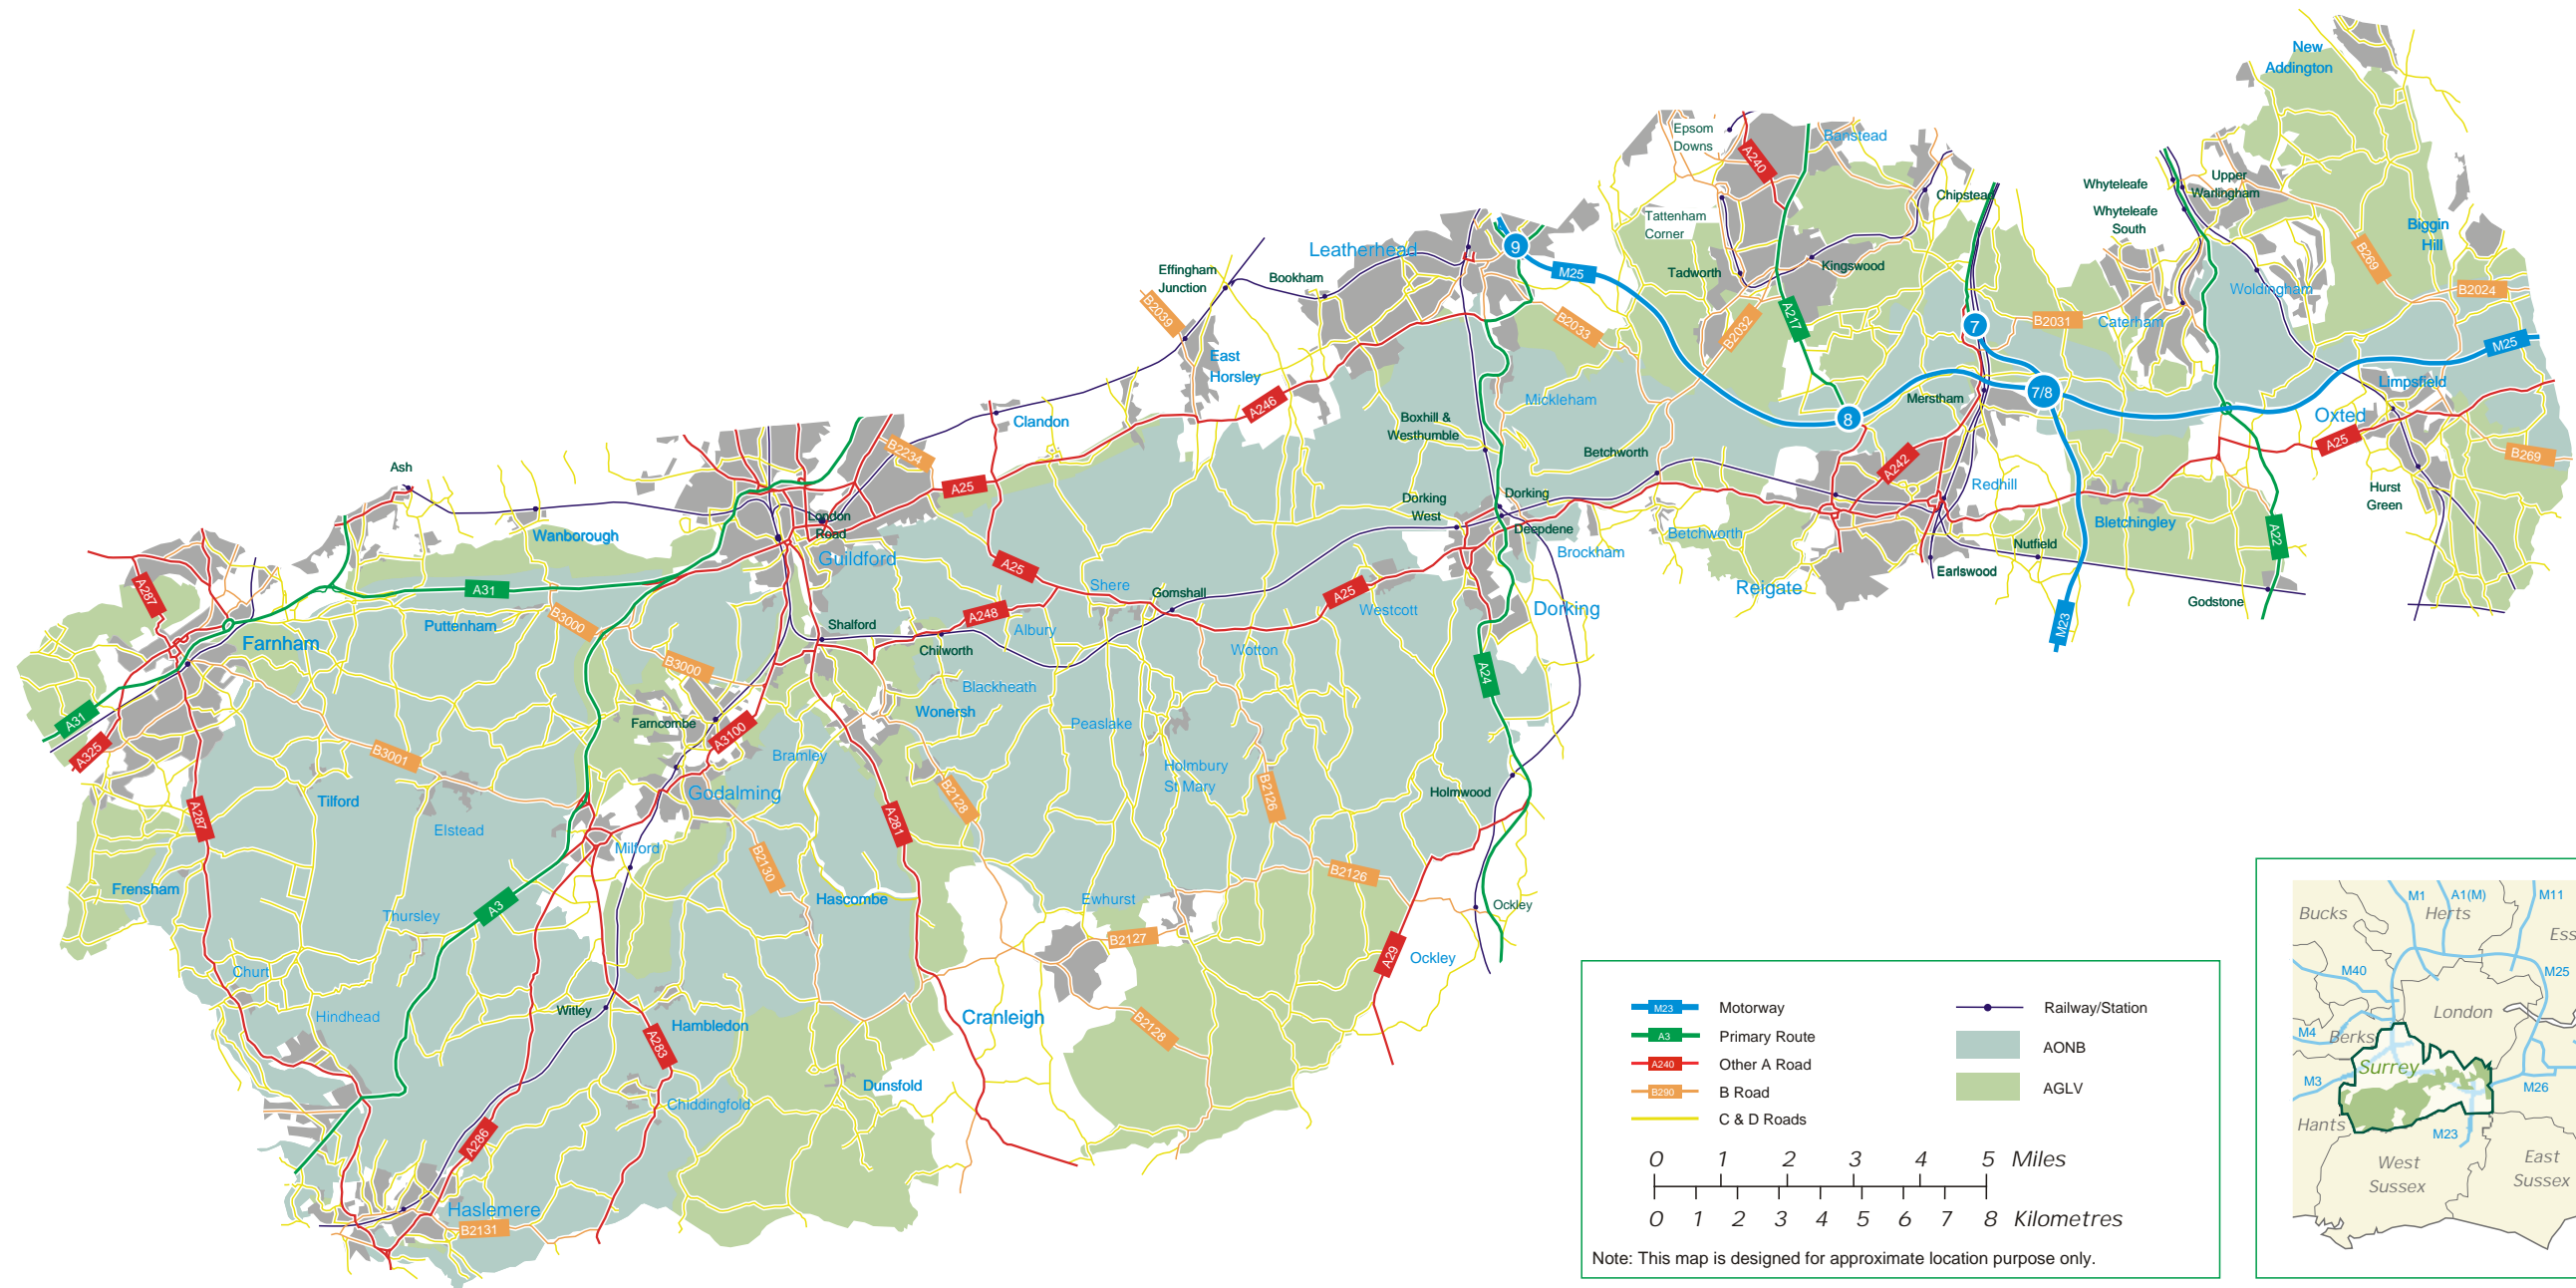 New
Addington
Epsom
Downs
A240
Banstead
Chipstead
Whyteleafe
Upper
Warlingham
Whyteleafe
South
Biggin
Hill
B269
B2024
Tattenham
Corner
Tadworth
Kingswood
Woldingham
Leatherhead
9
M25
Effingham
Junction
Bookham
B2039
B2033
B2032
A217
7
B2031
Caterham
M25
East
Horsley
A246
Mickleham
8
Merstham
7/8
Limpsfield
Oxted
A25
B269
Clandon
Boxhill &
Westhumble
Betchworth
B2234
A25
A242
Redhill
Hurst
Green
Ash
Wanborough
London
Road
Guildford
Dorking
West
Dorking
Deepdene
Brockham
Betchworth
Bletchingley
Nutfield
A22
Earlswood
Reigate
Godstone
M23
A287
A31
A25
Shere
Gomshall
A25
Westcott
Dorking
Puttenham
B3000
A248
Albury
Shalford
Farnham
Chilworth
Wotton
B3000
Blackheath
A24
A31
A325
Farncombe
A3100
Wonersh
Peaslake
B3001
Bramley
Holmbury
St Mary
Tilford
Godalming
A287
Elstead
A281
B2128
B2126
Holmwood
Milford
B2130
B2126
Frensham
Hascombe
Ewhurst
Thursley
A3
B2127
Ockley
A29
Ockley
Churt
Hindhead
Witley
Hambledon
Cranleigh
B2128
A283
Dunsfold
Chiddingfold
A286
Haslemere
B2131
M23 Motorway
A3 Primary Route
A240 Other A Road
B290 B Road
C & D Roads
Railway/Station
AONB
AGLV
0 1 2 3 4 5 Miles
0 1 2 3 4 5 6 7 8 Kilometres
Note: This map is designed for approximate location purpose only.
M1 A1(M) M11
Bucks Herts
Ess
M40 M25
London
M4
Berks
Surrey
M3 M26
Hants
M23
West
Sussex
East
Sussex